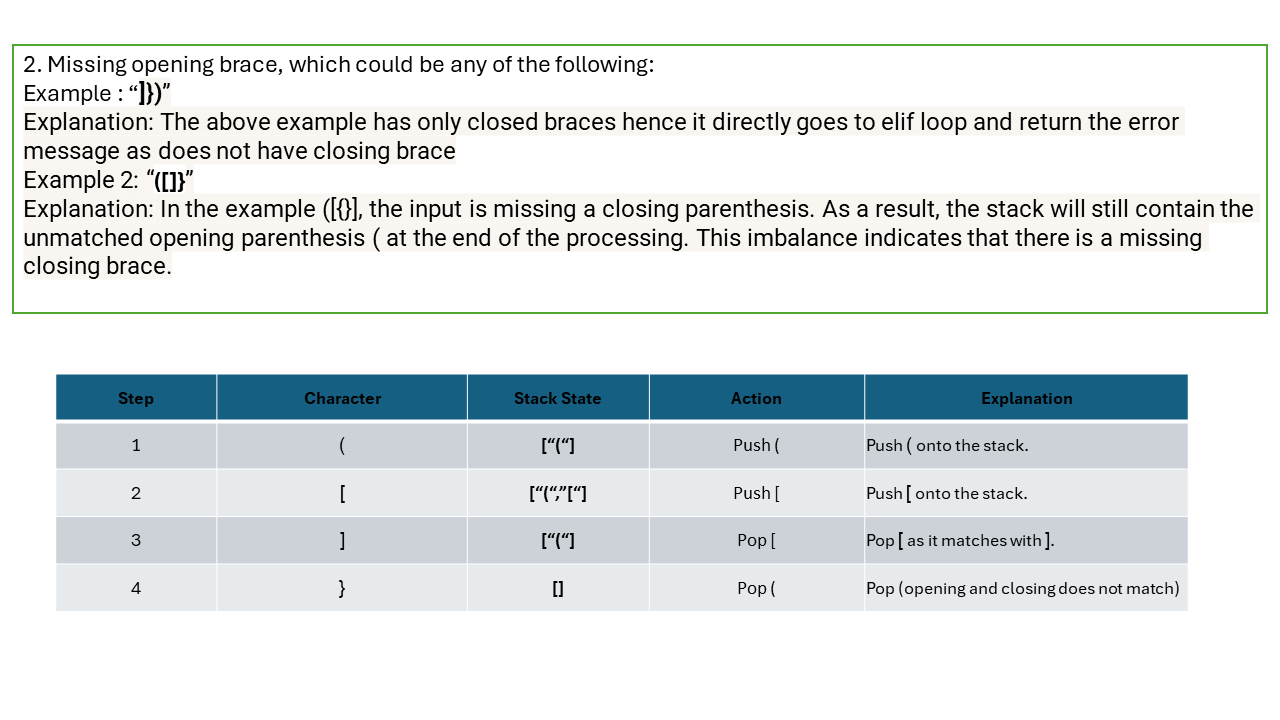 2. Missing opening brace, which could be any of the following:
Example : “]})”
Explanation: The above example has only closed braces hence it directly goes to elif loop and return the error
message as does not have closing brace
Example 2: “([]}”
Explanation: In the example ([{}], the input is missing a closing parenthesis. As a result, the stack will still contain the
unmatched opening parenthesis ( at the end of the processing. This imbalance indicates that there is a missing
closing brace.
Step Character Stack State Action Explanation
1 ( [“(“] Push ( Push ( onto the stack.
2 [ [“(“,”[“] Push [ Push [ onto the stack.
3 ] [“(“] Pop [ Pop [ as it matches with ].
4 } [] Pop ( Pop (opening and closing does not match)